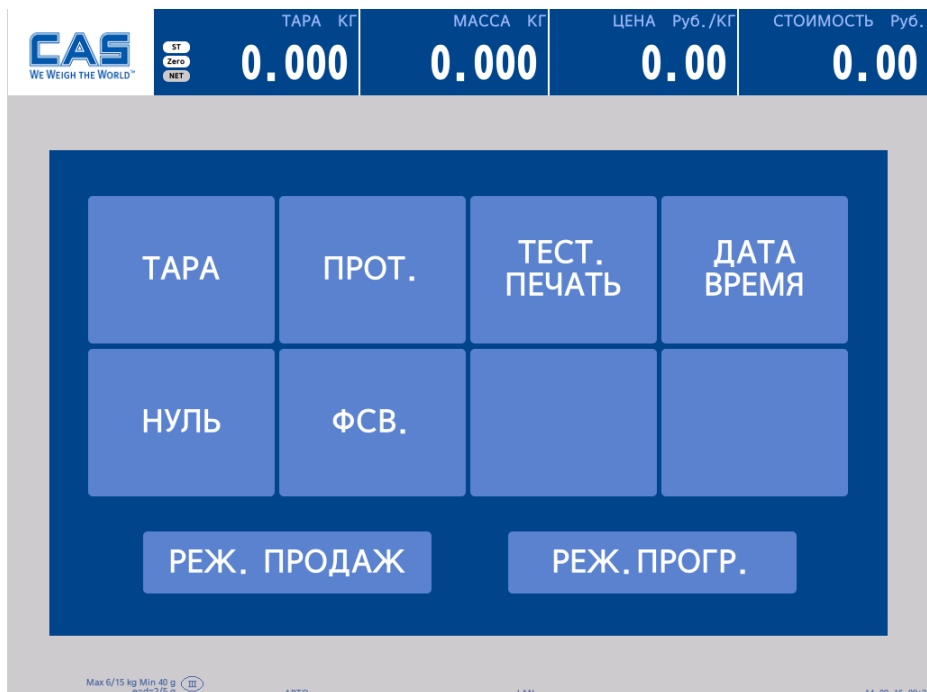 ТАРА КГ МАССА КГ ЦЕНА Руб./КГ СТОИМОСТЬ Руб.
CAS
WE WEIGH THE WORLD™
ST
Zero
NET
0.000 0.000 0.00 0.00
ТАРА ПРОТ. ТЕСТ. ПЕЧАТЬ ДАТА ВРЕМЯ
НУЛЬ ФСВ.
РЕЖ. ПРОДАЖ РЕЖ.ПРОГР.
Max 6/15 kg Min 40 g III